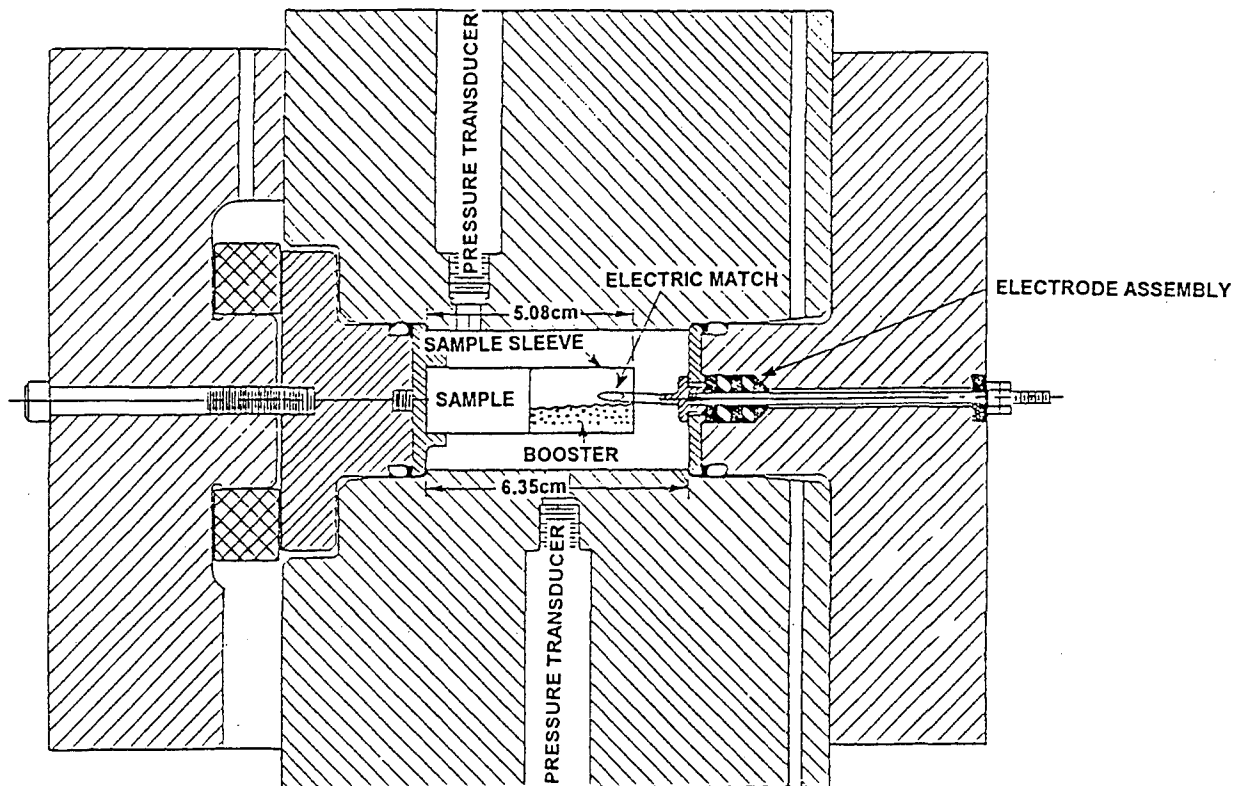 PRESSURE TRANSDUCER
ELECTRIC MATCH
ELECTRODE ASSEMBLY
5.08cm
SAMPLE SLEEVE
SAMPLE
BOOSTER
6.35cm
PRESSURE TRANSDUCER